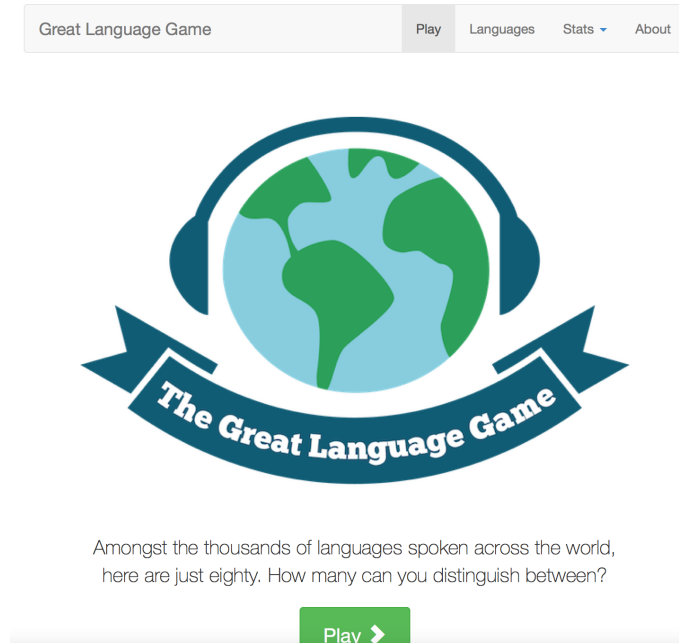 Great Language Game Play Languages Stats About
The Great Language Game
Amongst the thousands of languages spoken across the world,
here are just eighty. How many can you distinguish between?
Play